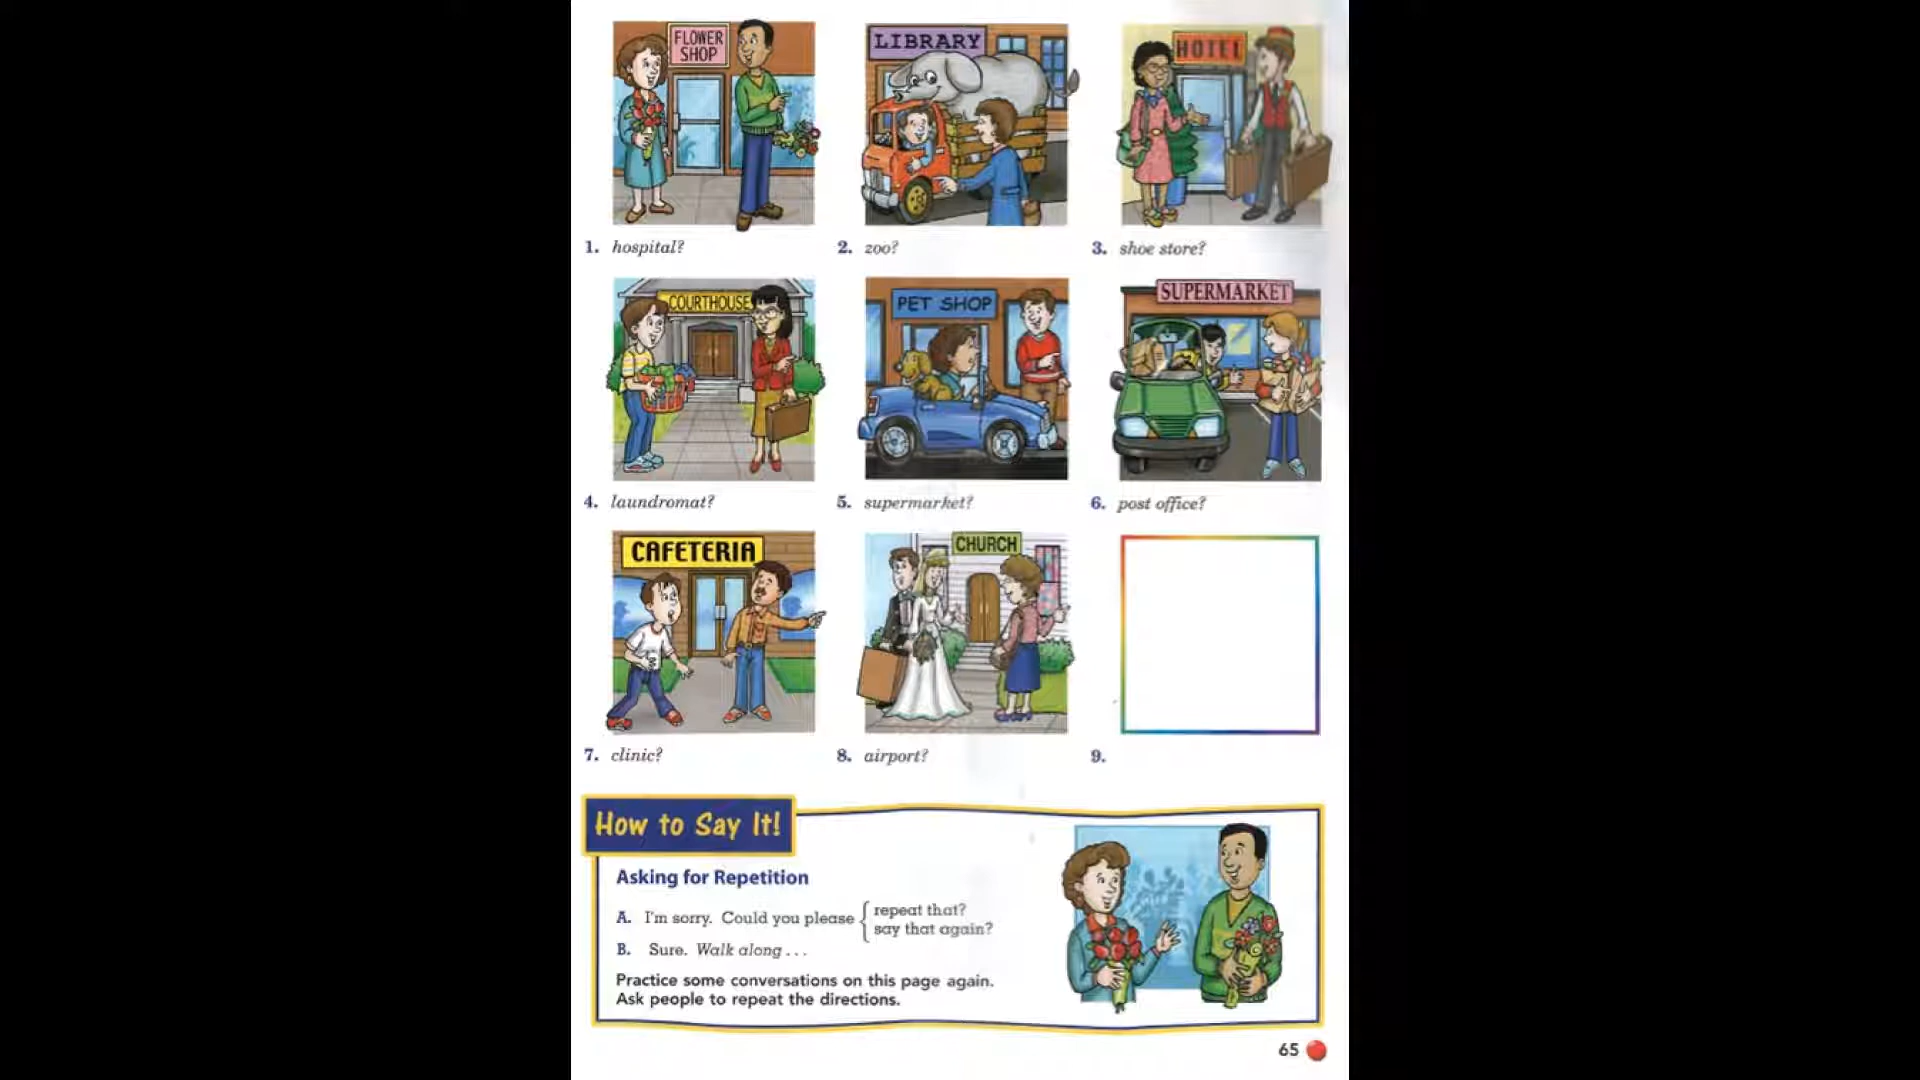 FLOWER
SHOP
LIBRARY
HOTEL
1. hospital?
2. zoo?
3. shoe store?
COURTHOUSE
PET SHOP
SUPERMARKET
4. laundromat?
5. supermarket?
6. post office?
CAFETERIA
CHURCH
7. clinic?
8. airport?
9.
How to Say It!
Asking for Repetition
A. I'm sorry. Could you please { repeat that?
say that again?
B. Sure. Walk along . . .
Practice some conversations on this page again.
Ask people to repeat the directions.
65